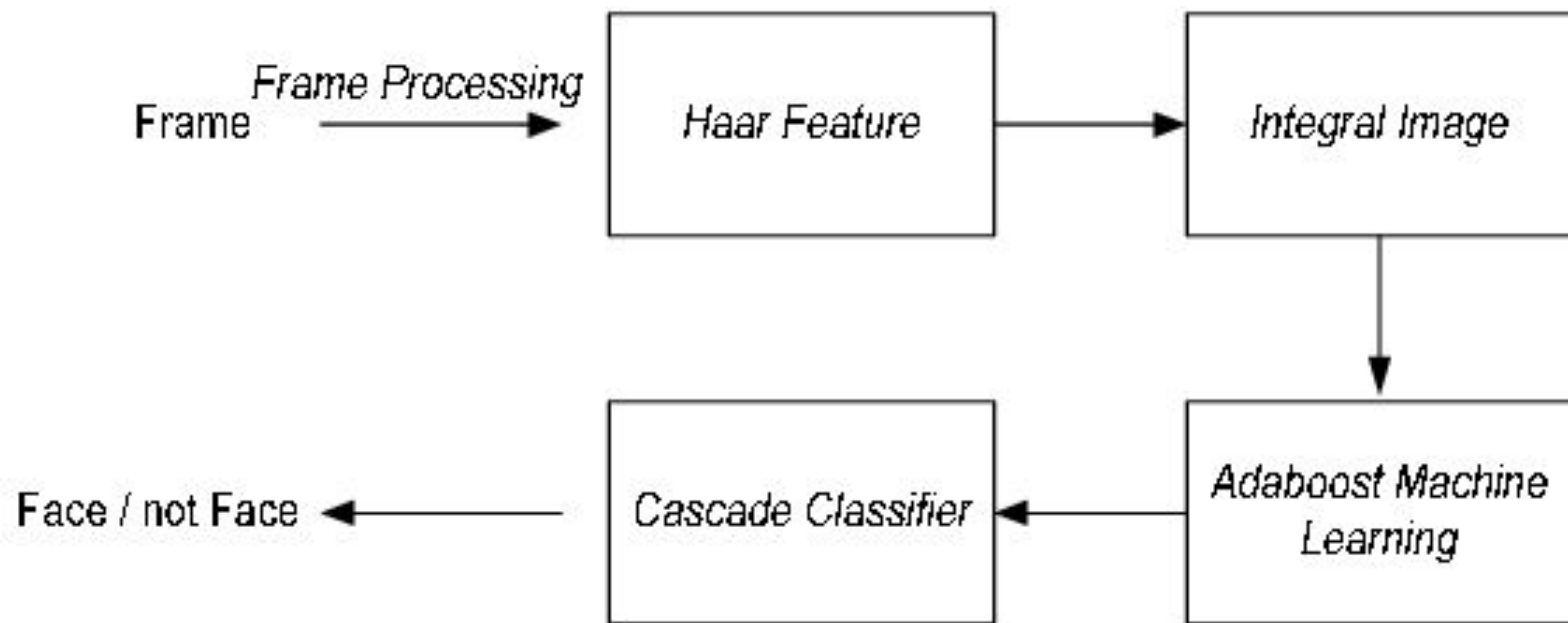 Frame Processing
Frame
Haar Feature
Integral Image
Adaboost Machine
Learning
Cascade Classifier
Face / not Face